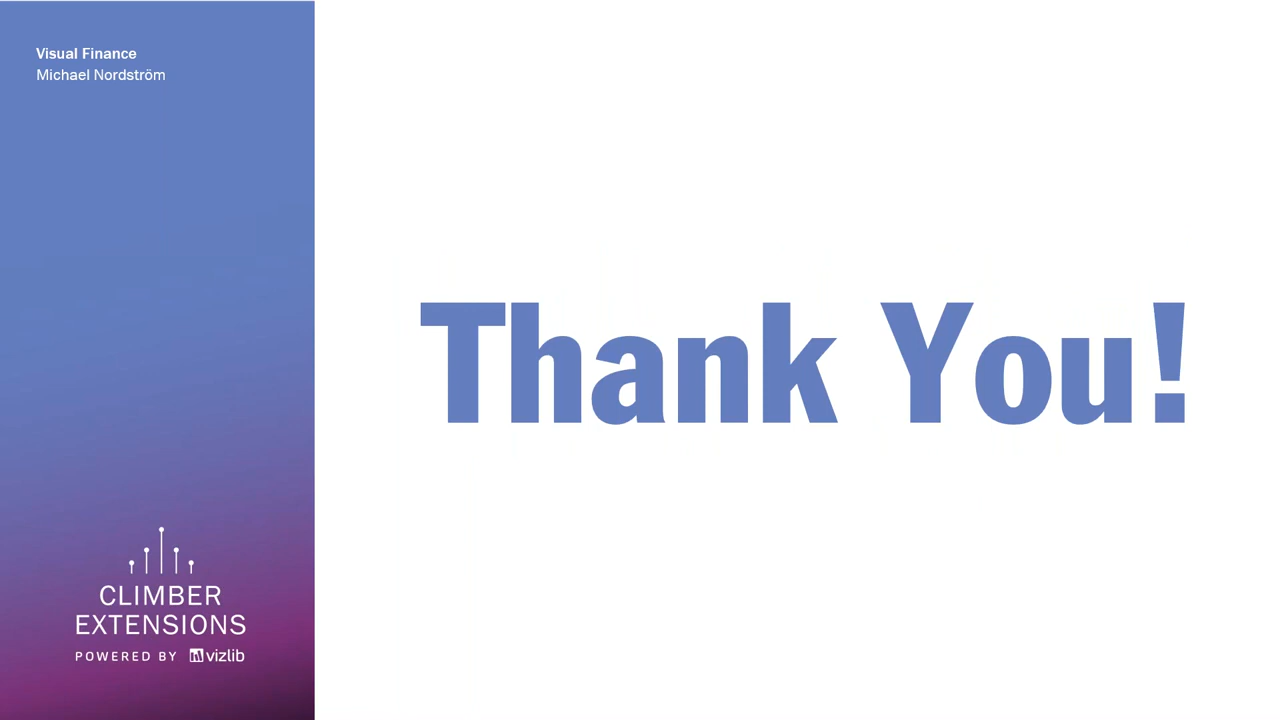 Visual Finance
Michael Nordström
Thank You!
CLIMBER
EXTENSIONS
POWERED BY vizlib